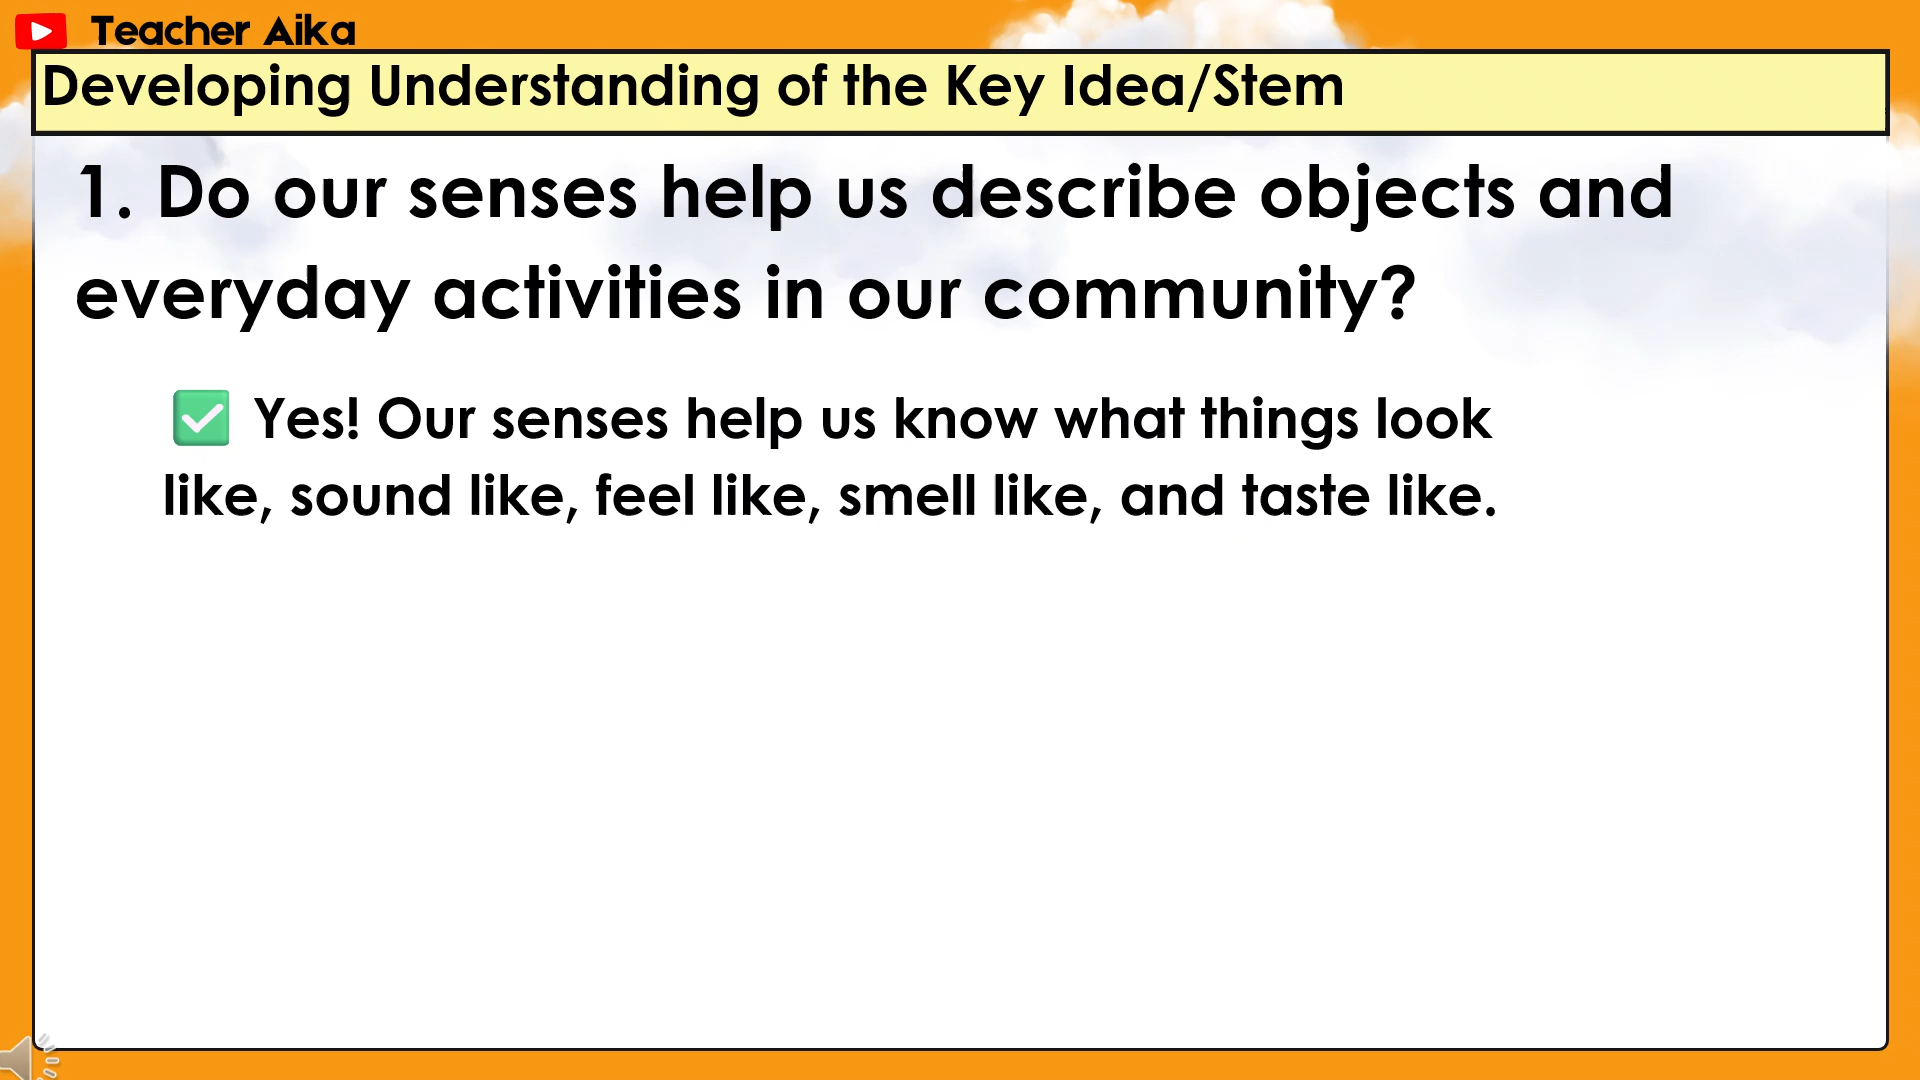 Teacher Aika
Developing Understanding of the Key Idea/Stem
1. Do our senses help us describe objects and
everyday activities in our community?
✅ Yes! Our senses help us know what things look
like, sound like, feel like, smell like, and taste like.